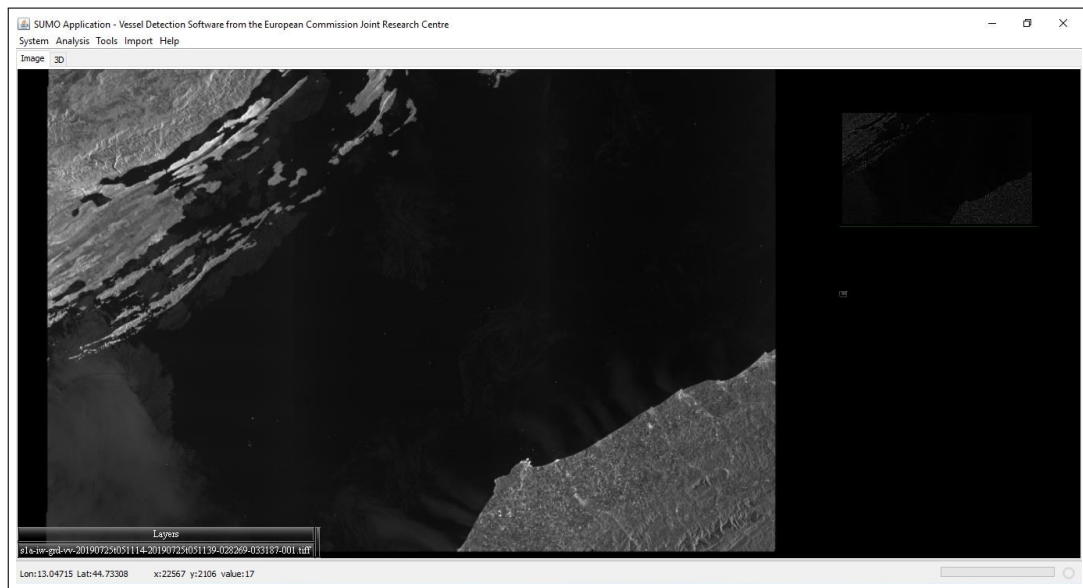 SUMO Application - Vessel Detection Software from the European Commission Joint Research Centre
System Analysis Tools Import Help
Image 3D
Layers
s1a-iw-grd-vv-20190725t051114-20190725t051139-028269-033187-001.tiff
Lon:13.04715 Lat:44.73308 x:22567 y:2106 value:17